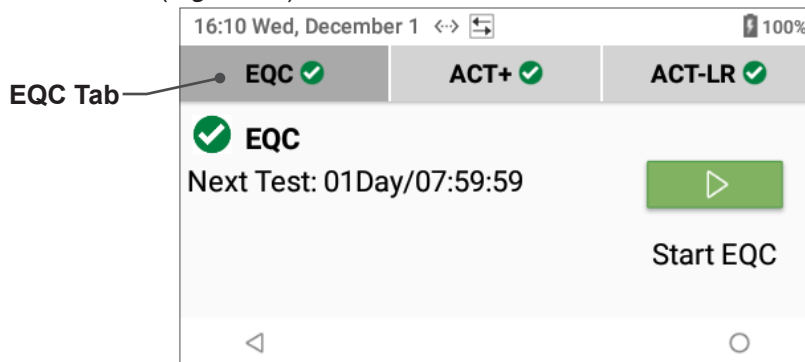 16:10 Wed, December 1 100%
EQC ACT+ ACT-LR
EQC Tab
EQC
Next Test: 01Day/07:59:59
Start EQC